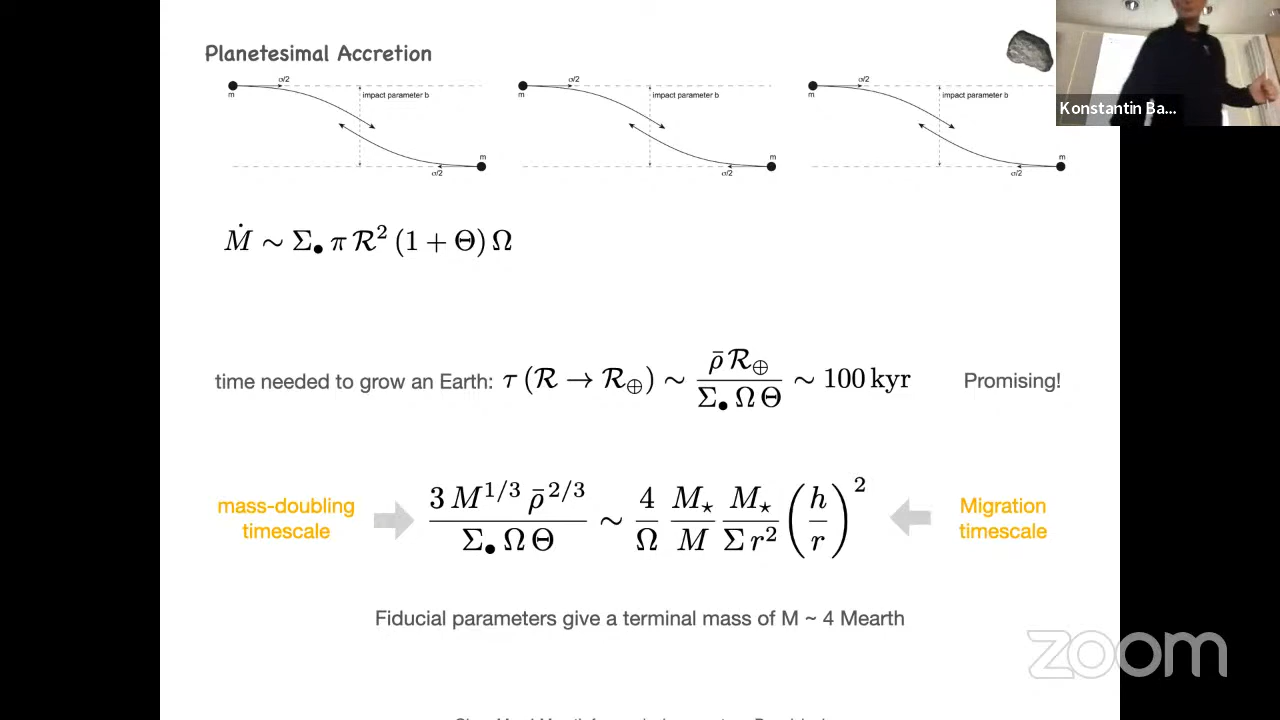 Planetesimal Accretion
σ/2 σ/2 σ/2
m impact parameter b m impact parameter b m impact parameter b
m m m
σ/2 σ/2 σ/2
Konstantin Ba...
Ṁ ∼ Σ● π ℛ² (1 + Θ) Ω
time needed to grow an Earth: τ (ℛ → ℛ⊕) ∼ ρ̄ ℛ⊕ / Σ● Ω Θ ∼ 100 kyr Promising!
mass-doubling timescale 3 M^1/3 ρ̄^2/3 / Σ● Ω Θ ∼ 4/Ω M⋆/M M⋆/Σ r² (h/r)² Migration timescale
Fiducial parameters give a terminal mass of M ~ 4 Mearth
zoom